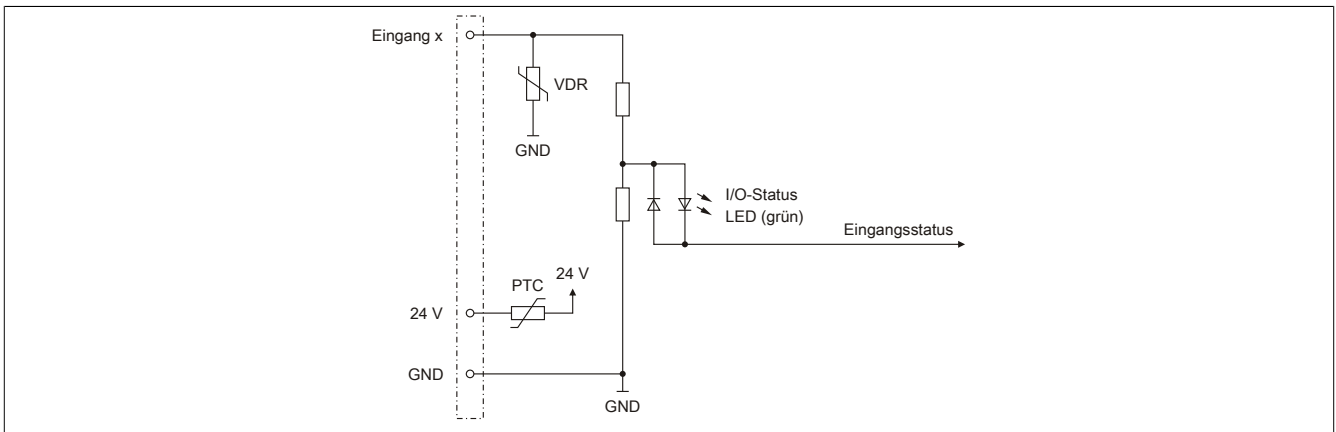 Eingang x
VDR
GND
I/O-Status
LED (grün)
Eingangsstatus
24 V
PTC
24 V
GND
GND